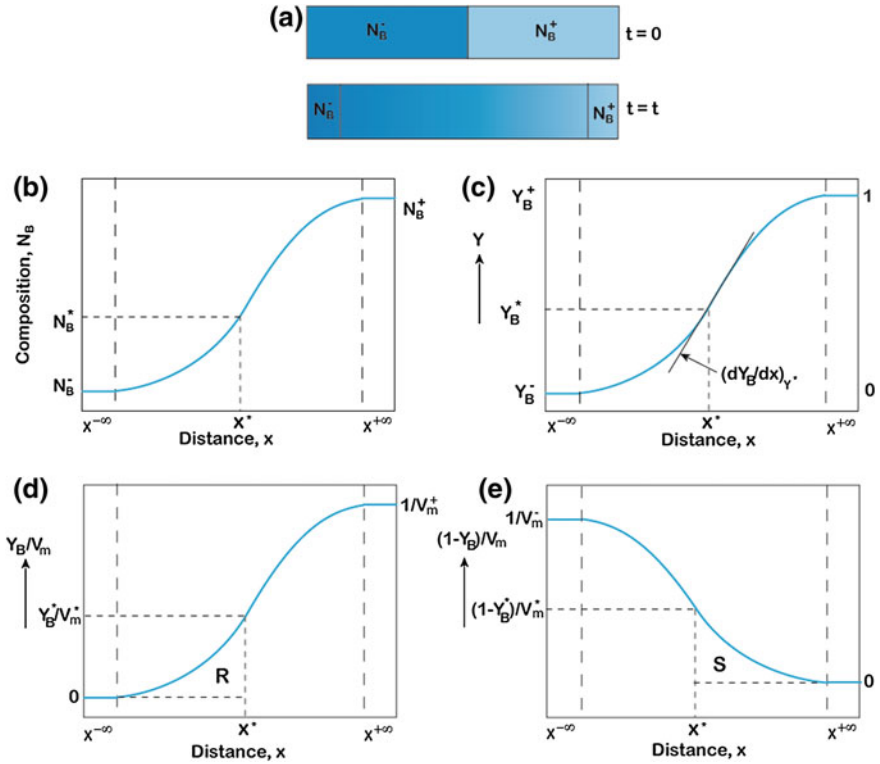 (a)
N_B^- N_B^+ t = 0
N_B^- N_B^+ t = t
(b)
Composition, N_B
N_B^+
N_B^*
N_B^-
x^-∞ x^* x^+∞
Distance, x
(c)
Y_B^+ 1
Y
Y_B^*
(dY_B/dx)_Y*
Y_B^- 0
x^-∞ x^* x^+∞
Distance, x
(d)
1/V_m^+
Y_B/V_m
Y_B^*/V_m^*
R
0
x^-∞ x^* x^+∞
Distance, x
(e)
1/V_m^-
(1-Y_B)/V_m
(1-Y_B^*)/V_m^*
S
0
x^-∞ x^* x^+∞
Distance, x